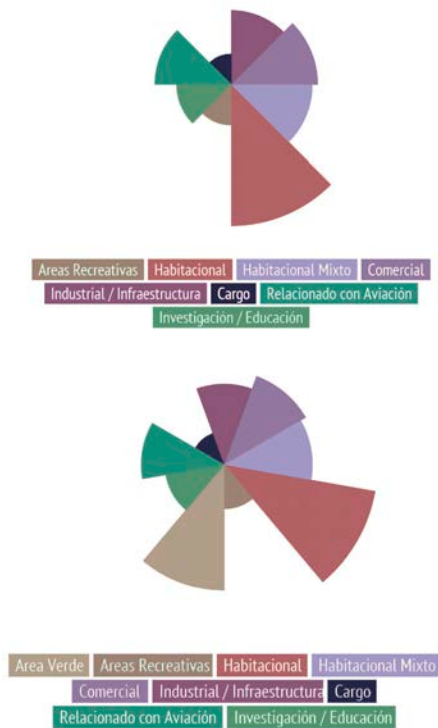 Areas Recreativas Habitacional Habitacional Mixto Comercial
Industrial / Infraestructura Cargo Relacionado con Aviación
Investigación / Educación
Area Verde Areas Recreativas Habitacional Habitacional Mixto
Comercial Industrial / Infraestructura Cargo
Relacionado con Aviación Investigación / Educación